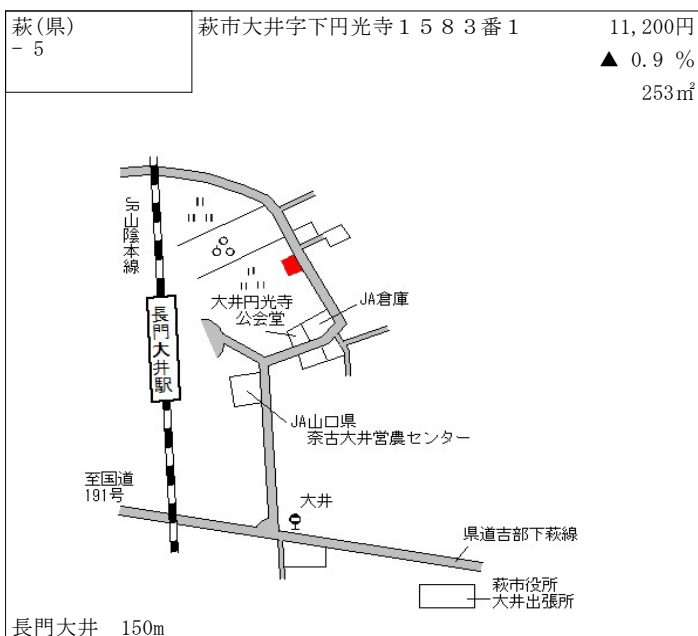 萩(県)
－ 5
萩市大井字下円光寺１５８３番１
11,200円
▲ 0.9 %
253㎡
JR山陰本線
長門大井駅
大井円光寺
公会堂
JA倉庫
JA山口県
奈古大井営農センター
至国道
191号
大井
県道吉部下萩線
萩市役所
大井出張所
長門大井　150m